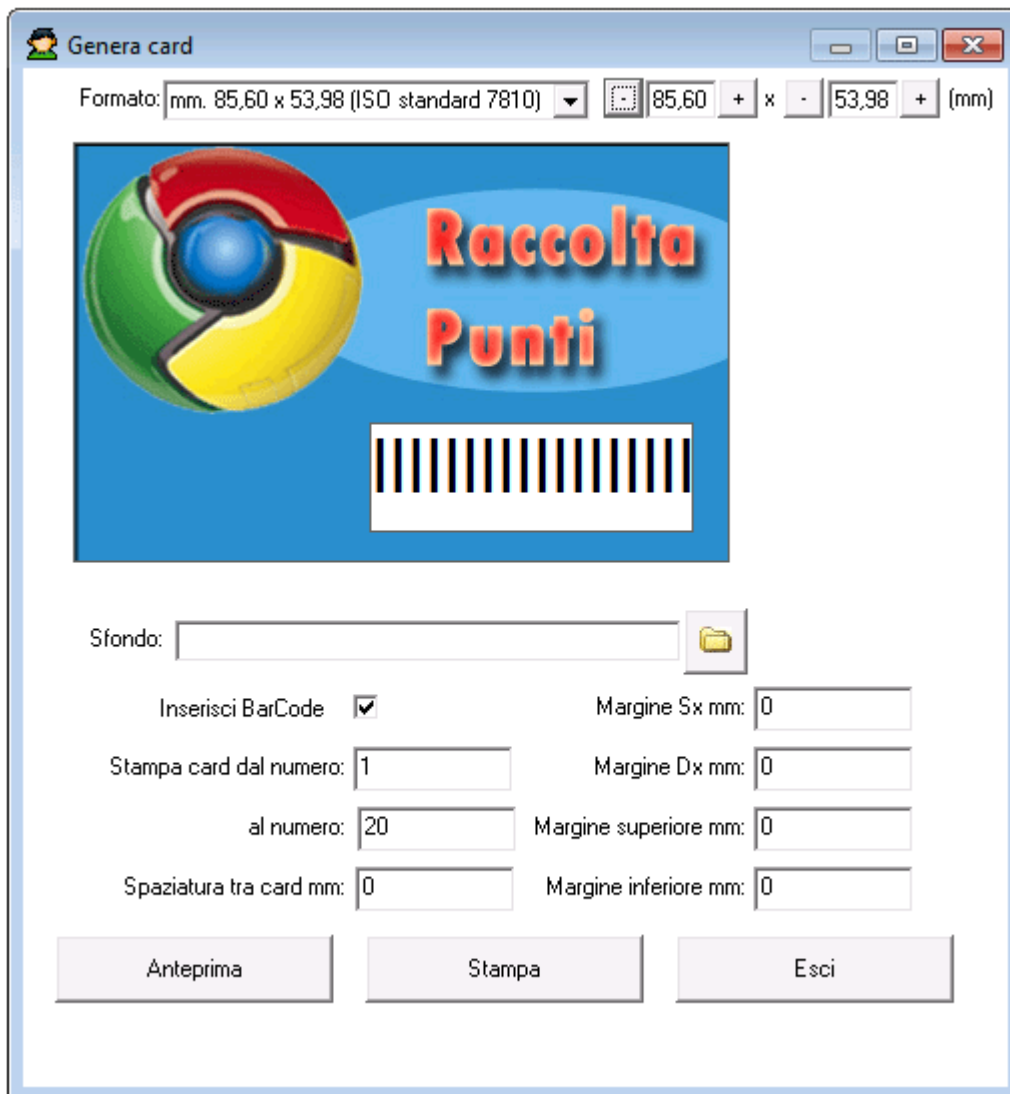 Genera card
Formato: mm. 85,60 x 53,98 (ISO standard 7810) - 85,60 + x - 53,98 + (mm)
Raccolta
Punti
Sfondo:
Inserisci BarCode Margine Sx mm: 0
Stampa card dal numero: 1 Margine Dx mm: 0
al numero: 20 Margine superiore mm: 0
Spaziatura tra card mm: 0 Margine inferiore mm: 0
Anteprima Stampa Esci